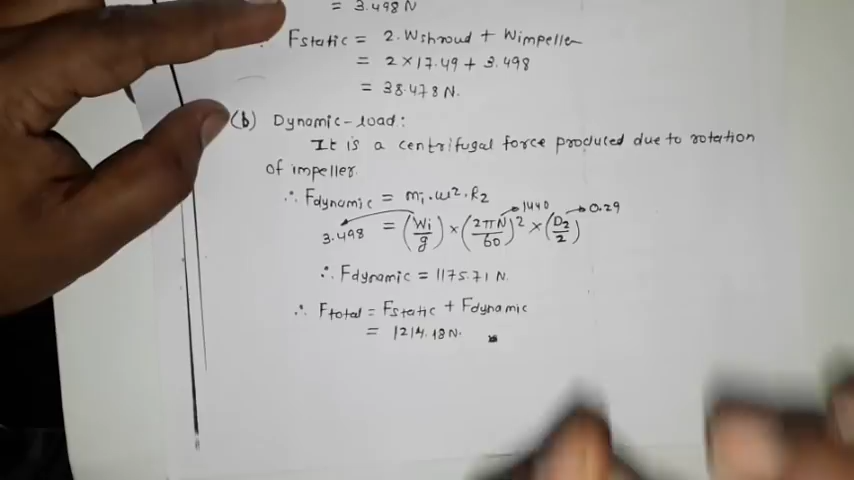 = 3.498 N
Fstatic = 2.Wshroud + Wimpeller
= 2×17.49 + 3.498
= 38.478 N.
(b) Dynamic-load:
It is a centrifugal force produced due to rotation
of impeller.
∴ Fdynamic = mi.ω².R2
1440 0.29
3.498 = (Wi/g) × (2πN/60)² × (D2/2)
∴ Fdynamic = 1175.71 N.
∴ Ftotal = Fstatic + Fdynamic
= 1214.18 N.